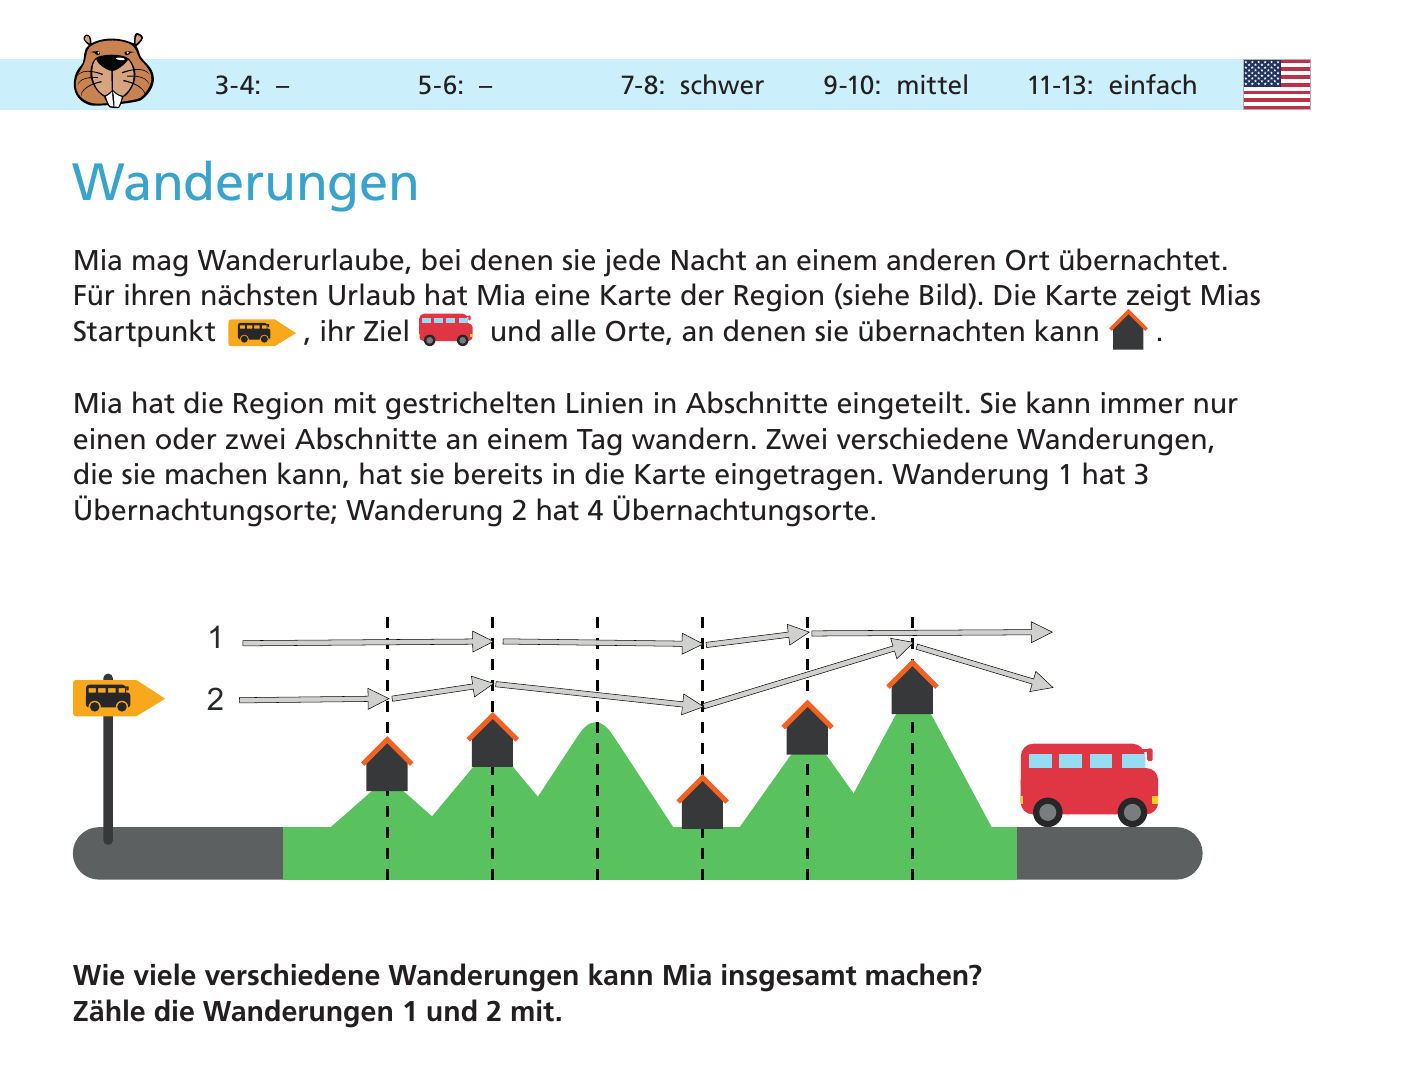 3-4: – 5-6: – 7-8: schwer 9-10: mittel 11-13: einfach
Wanderungen
Mia mag Wanderurlaube, bei denen sie jede Nacht an einem anderen Ort übernachtet.
Für ihren nächsten Urlaub hat Mia eine Karte der Region (siehe Bild). Die Karte zeigt Mias
Startpunkt , ihr Ziel und alle Orte, an denen sie übernachten kann .
Mia hat die Region mit gestrichelten Linien in Abschnitte eingeteilt. Sie kann immer nur
einen oder zwei Abschnitte an einem Tag wandern. Zwei verschiedene Wanderungen,
die sie machen kann, hat sie bereits in die Karte eingetragen. Wanderung 1 hat 3
Übernachtungsorte; Wanderung 2 hat 4 Übernachtungsorte.
1
2
Wie viele verschiedene Wanderungen kann Mia insgesamt machen?
Zähle die Wanderungen 1 und 2 mit.